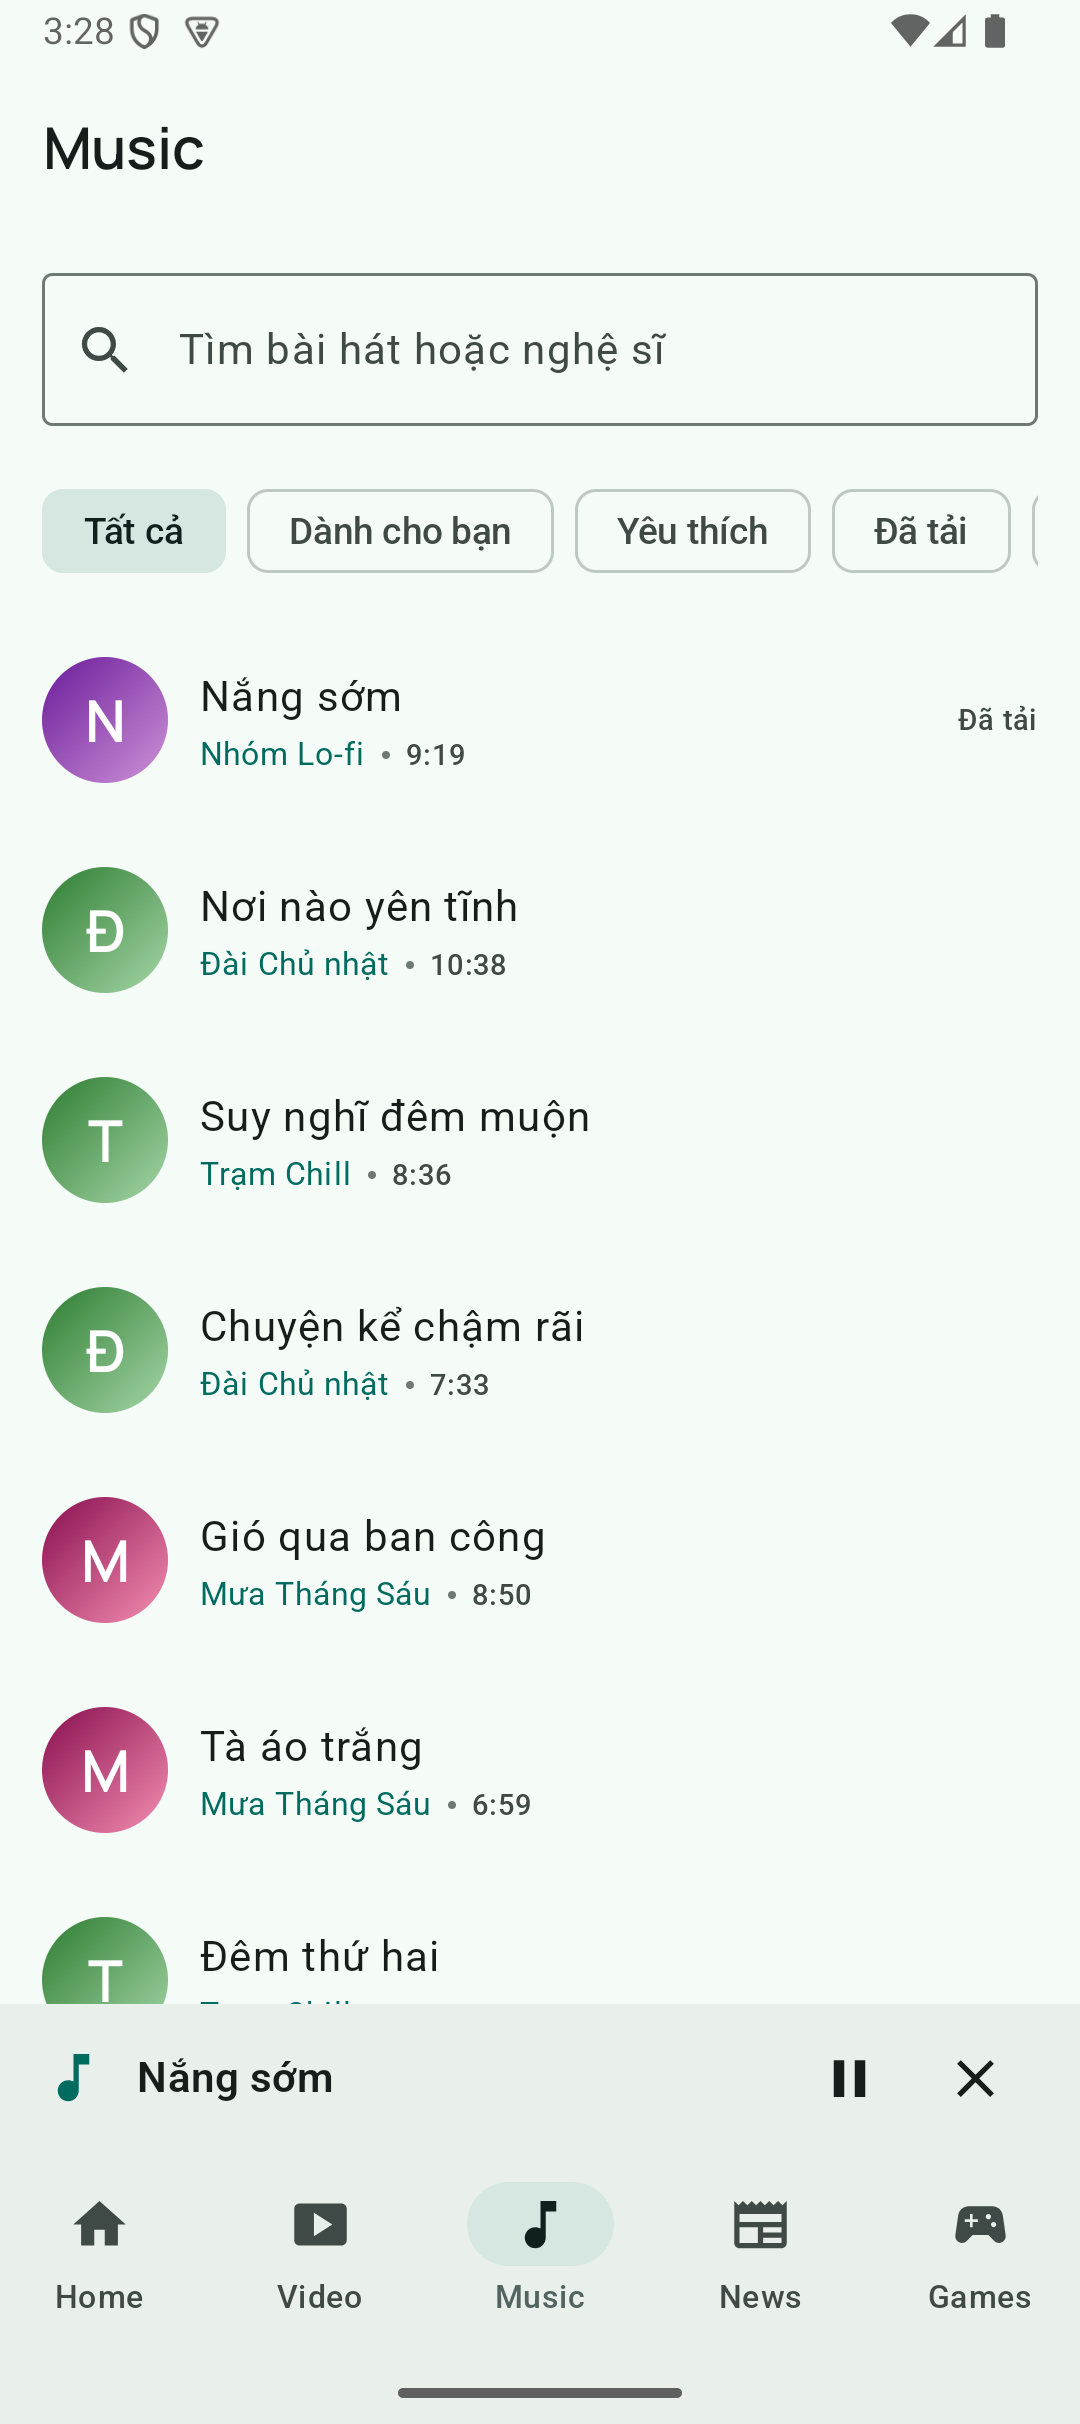 3:28
Music
Tìm bài hát hoặc nghệ sĩ
Tất cả
Dành cho bạn
Yêu thích
Đã tải
N
Nắng sớm
Đã tải
Nhóm Lo-fi • 9:19
Đ
Nơi nào yên tĩnh
Đài Chủ nhật • 10:38
T
Suy nghĩ đêm muộn
Trạm Chill • 8:36
Đ
Chuyện kể chậm rãi
Đài Chủ nhật • 7:33
M
Gió qua ban công
Mưa Tháng Sáu • 8:50
M
Tà áo trắng
Mưa Tháng Sáu • 6:59
T
Đêm thứ hai
Nắng sớm
Home
Video
Music
News
Games